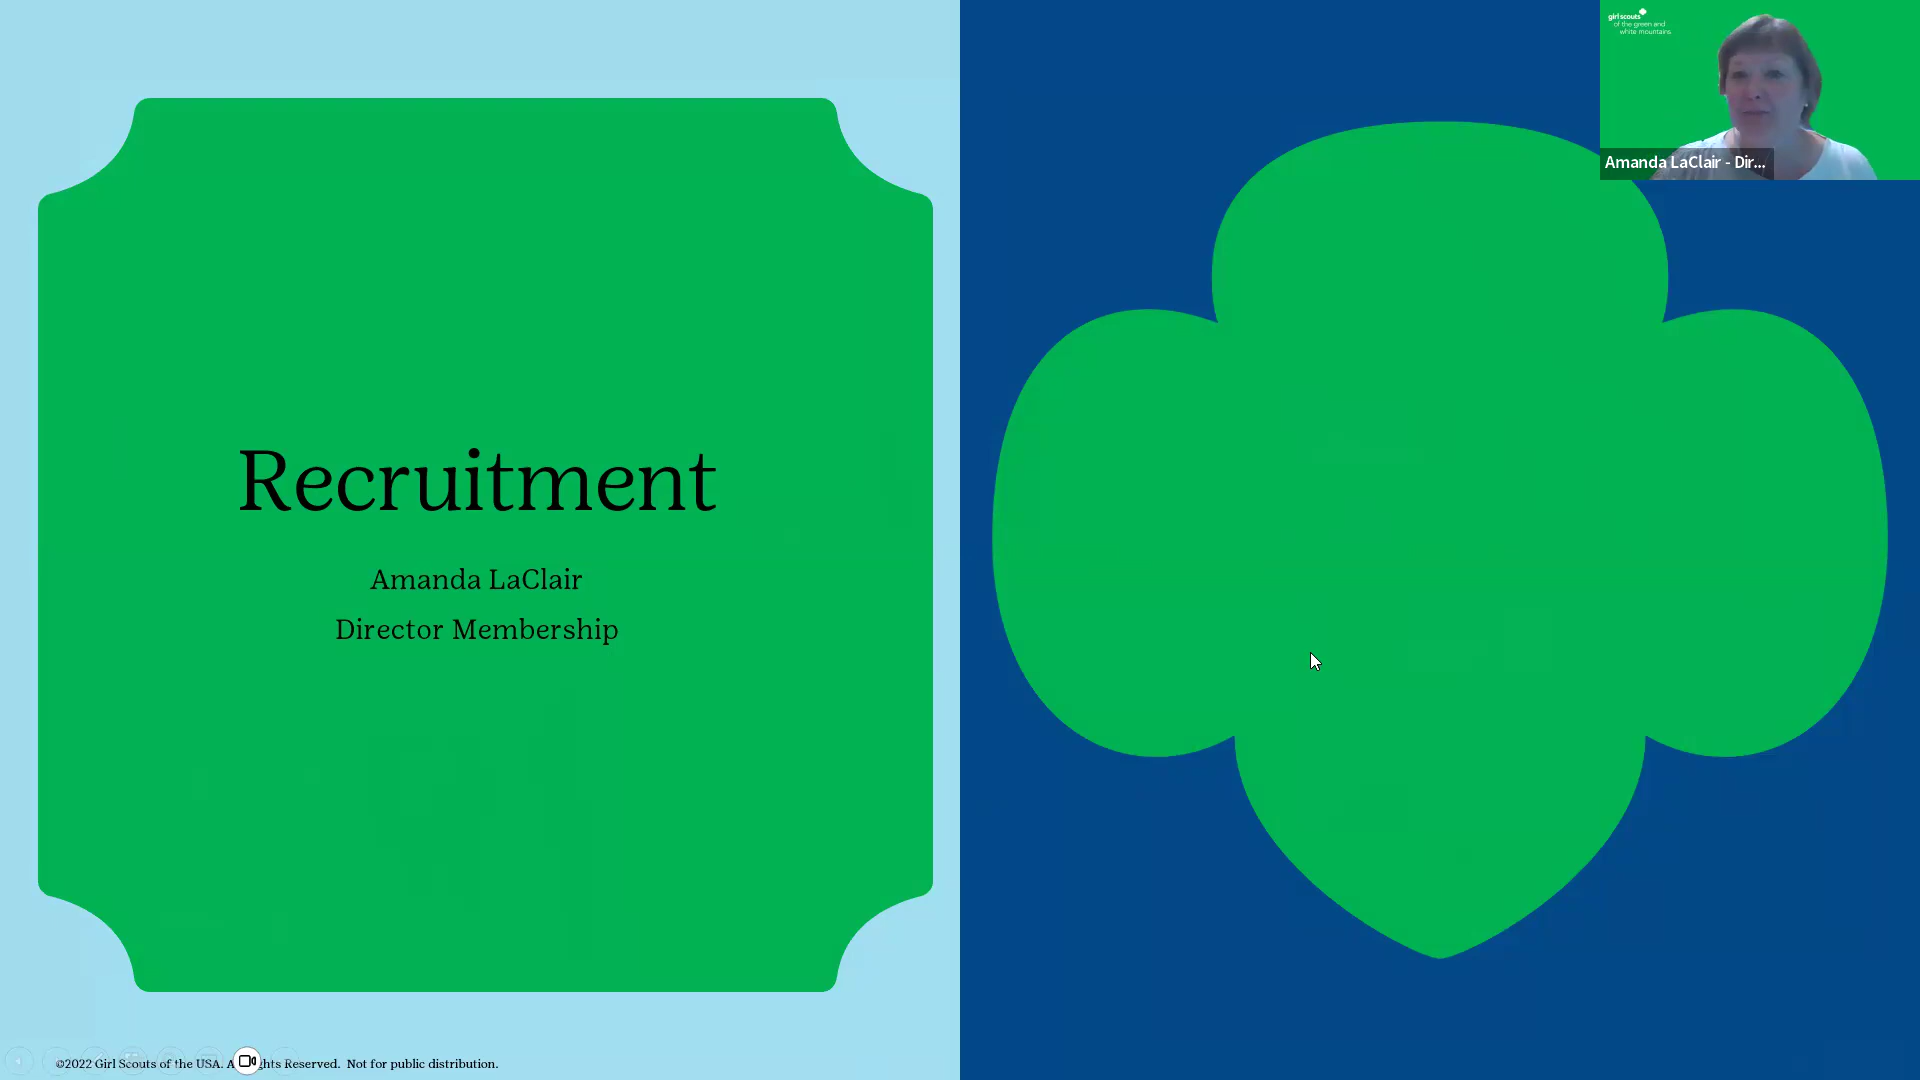 girl scouts
of the green and
white mountains
Amanda LaClair - Dir...
Recruitment
Amanda LaClair
Director Membership
©2022 Girl Scouts of the USA. A ghts Reserved. Not for public distribution.